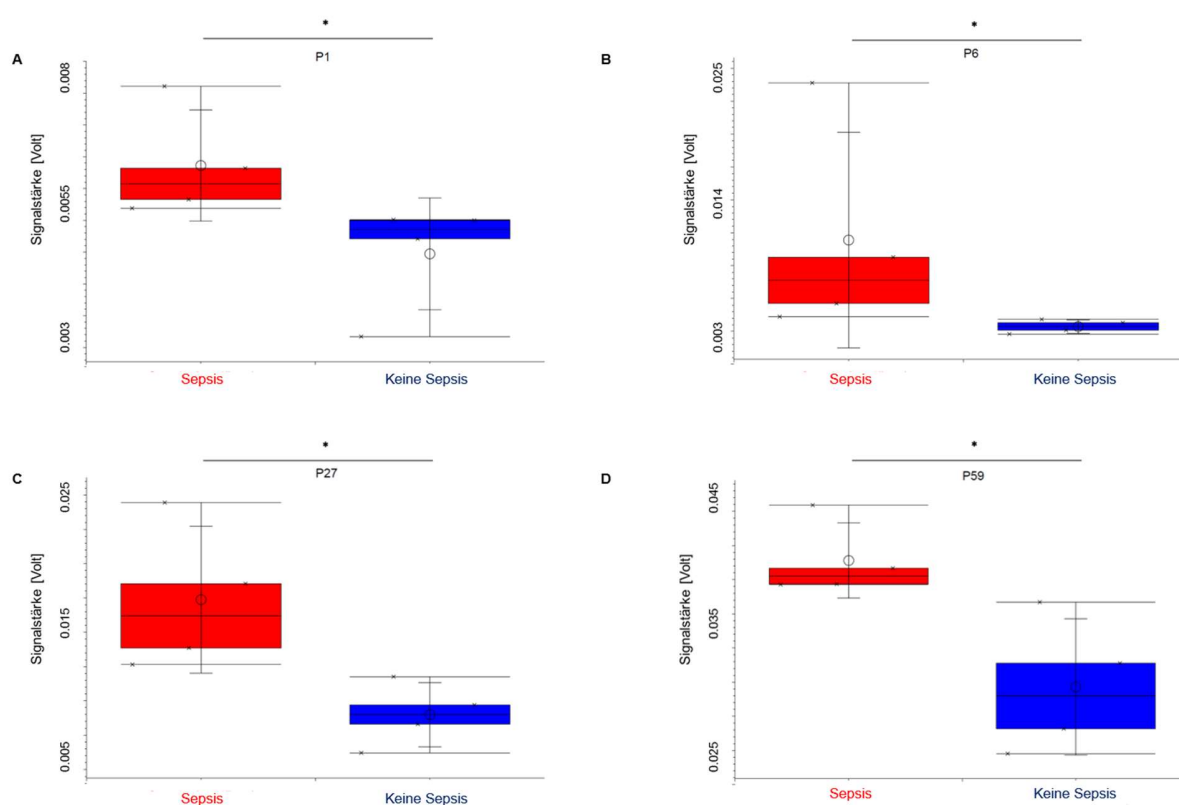 *
A
P1
0.008
0.0055
0.003
Signalstärke [Volt]
Sepsis
Keine Sepsis
*
B
P6
0.025
0.014
0.003
Signalstärke [Volt]
Sepsis
Keine Sepsis
*
C
P27
0.025
0.015
0.005
Signalstärke [Volt]
Sepsis
Keine Sepsis
*
D
P59
0.045
0.035
0.025
Signalstärke [Volt]
Sepsis
Keine Sepsis